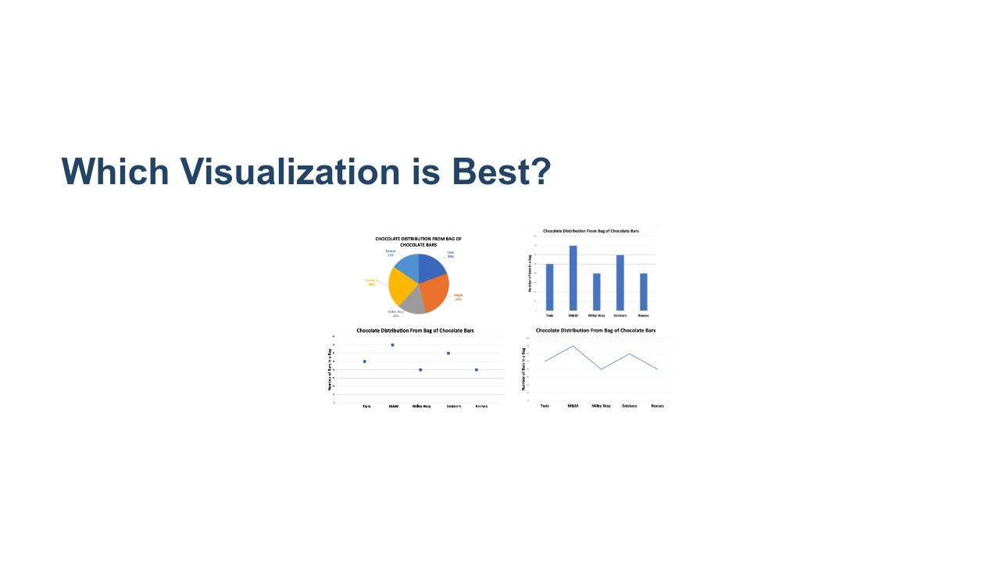 Which Visualization is Best?
CHOCOLATE DISTRIBUTION FROM BAG OF
CHOCOLATE BARS
Reeses
15%
Twix
M&M
27%
Snickers
Milky Way
Chocolate Distribution From Bag of Chocolate Bars
Number of Bars in a Bag
Twix
M&M
Milky Way
Snickers
Reeses
Chocolate Distribution From Bag of Chocolate Bars
Number of Bars in a Bag
Twix
M&M
Milky Way
Snickers
Reeses
Chocolate Distribution From Bag of Chocolate Bars
Number of Bars in a Bag
Twix
M&M
Milky Way
Snickers
Reeses